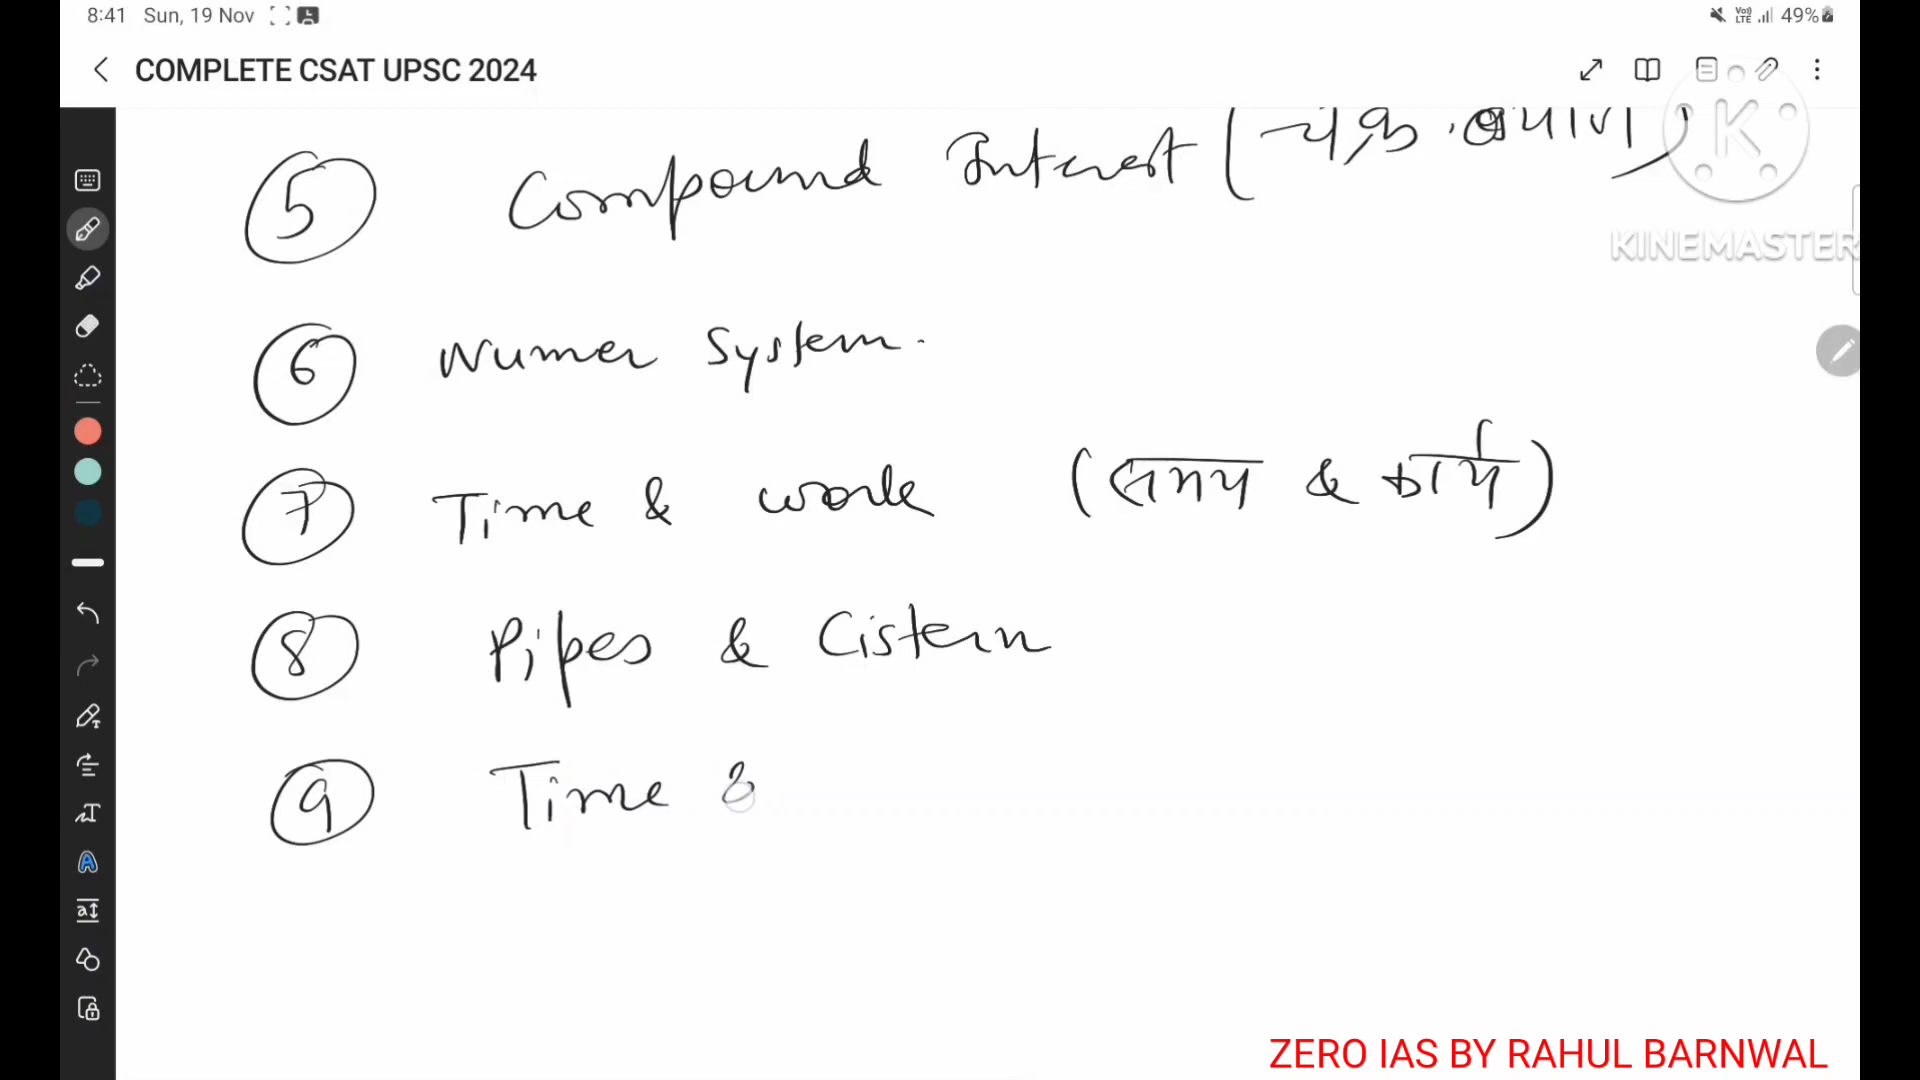 8:41 Sun, 19 Nov 49%
COMPLETE CSAT UPSC 2024
KINEMASTER
5 Compound Interest (
6 Numer System.
7 Time & work (समय & कार्य)
8 Pipes & Cistern
9 Time &
ZERO IAS BY RAHUL BARNWAL